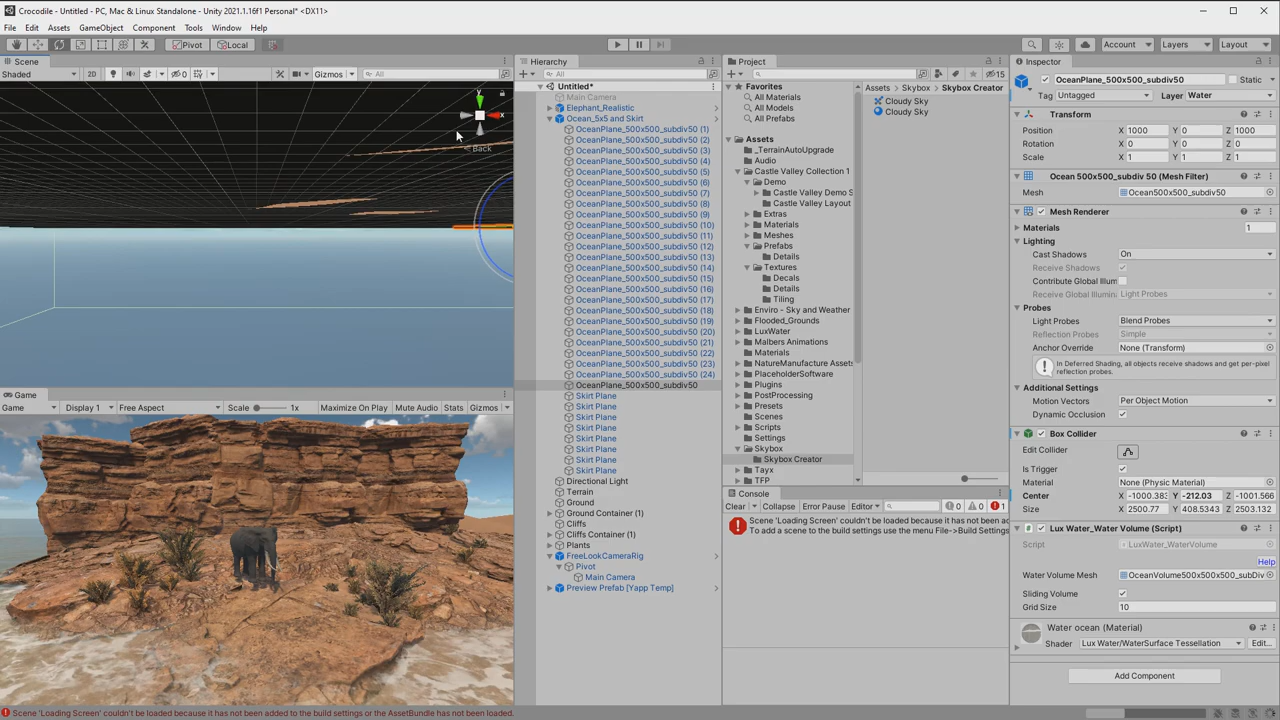 Crocodile - Untitled - PC, Mac & Linux Standalone - Unity 2021.1.16f1 Personal* <DX11>
File Edit Assets GameObject Component Tools Window Help
Pivot Local Account Layers Layout
Scene
Shaded 2D 0 Gizmos All
y
x
Back
Game
Game Display 1 Free Aspect Scale 1x Maximize On Play Mute Audio Stats Gizmos
Hierarchy
All
Untitled*
Main Camera
Elephant_Realistic
Ocean_5x5 and Skirt
OceanPlane_500x500_subdiv50 (1)
OceanPlane_500x500_subdiv50 (2)
OceanPlane_500x500_subdiv50 (3)
OceanPlane_500x500_subdiv50 (4)
OceanPlane_500x500_subdiv50 (5)
OceanPlane_500x500_subdiv50 (6)
OceanPlane_500x500_subdiv50 (7)
OceanPlane_500x500_subdiv50 (8)
OceanPlane_500x500_subdiv50 (9)
OceanPlane_500x500_subdiv50 (10)
OceanPlane_500x500_subdiv50 (11)
OceanPlane_500x500_subdiv50 (12)
OceanPlane_500x500_subdiv50 (13)
OceanPlane_500x500_subdiv50 (14)
OceanPlane_500x500_subdiv50 (15)
OceanPlane_500x500_subdiv50 (16)
OceanPlane_500x500_subdiv50 (17)
OceanPlane_500x500_subdiv50 (18)
OceanPlane_500x500_subdiv50 (19)
OceanPlane_500x500_subdiv50 (20)
OceanPlane_500x500_subdiv50 (21)
OceanPlane_500x500_subdiv50 (22)
OceanPlane_500x500_subdiv50 (23)
OceanPlane_500x500_subdiv50 (24)
OceanPlane_500x500_subdiv50
Skirt Plane
Skirt Plane
Skirt Plane
Skirt Plane
Skirt Plane
Skirt Plane
Skirt Plane
Skirt Plane
Directional Light
Terrain
Ground
Ground Container (1)
Cliffs
Cliffs Container (1)
Plants
FreeLookCameraRig
Pivot
Main Camera
Preview Prefab [Yapp Temp]
Project
15
Favorites
All Materials
All Models
All Prefabs
Assets
_TerrainAutoUpgrade
Audio
Castle Valley Collection 1
Demo
Castle Valley Demo S
Castle Valley Layout
Extras
Materials
Meshes
Prefabs
Details
Textures
Decals
Details
Tiling
Enviro - Sky and Weather
Flooded_Grounds
LuxWater
Malbers Animations
Materials
NatureManufacture Assets
PlaceholderSoftware
Plugins
PostProcessing
Presets
Scenes
Scripts
Settings
Skybox
Skybox Creator
Tayx
TFP
Assets Skybox Skybox Creator
Cloudy Sky
Cloudy Sky
Console
Clear Collapse Error Pause Editor 0 0 1
Scene 'Loading Screen' couldn't be loaded because it has not been ac
To add a scene to the build settings use the menu File->Build Settings
Inspector
OceanPlane_500x500_subdiv50 Static
Tag Untagged Layer Water
Transform
Position X 1000 Y 0 Z 1000
Rotation X 0 Y 0 Z 0
Scale X 1 Y 1 Z 1
Ocean 500x500_subdiv 50 (Mesh Filter)
Mesh Ocean500x500_subdiv50
Mesh Renderer
Materials 1
Lighting
Cast Shadows On
Receive Shadows
Contribute Global Illum
Receive Global Illumin Light Probes
Probes
Light Probes Blend Probes
Reflection Probes Simple
Anchor Override None (Transform)
In Deferred Shading, all objects receive shadows and get per-pixel
reflection probes.
Additional Settings
Motion Vectors Per Object Motion
Dynamic Occlusion
Box Collider
Edit Collider
Is Trigger
Material None (Physic Material)
Center X -1000.383 Y -212.03 Z -1001.566
Size X 2500.77 Y 408.5343 Z 2503.132
Lux Water_Water Volume (Script)
Script LuxWater_WaterVolume
Help
Water Volume Mesh OceanVolume500x500x500_subDiv
Sliding Volume
Grid Size 10
Water ocean (Material)
Shader Lux Water/WaterSurface Tessellation Edit...
Add Component
Scene 'Loading Screen' couldn't be loaded because it has not been added to the build settings or the AssetBundle has not been loaded.